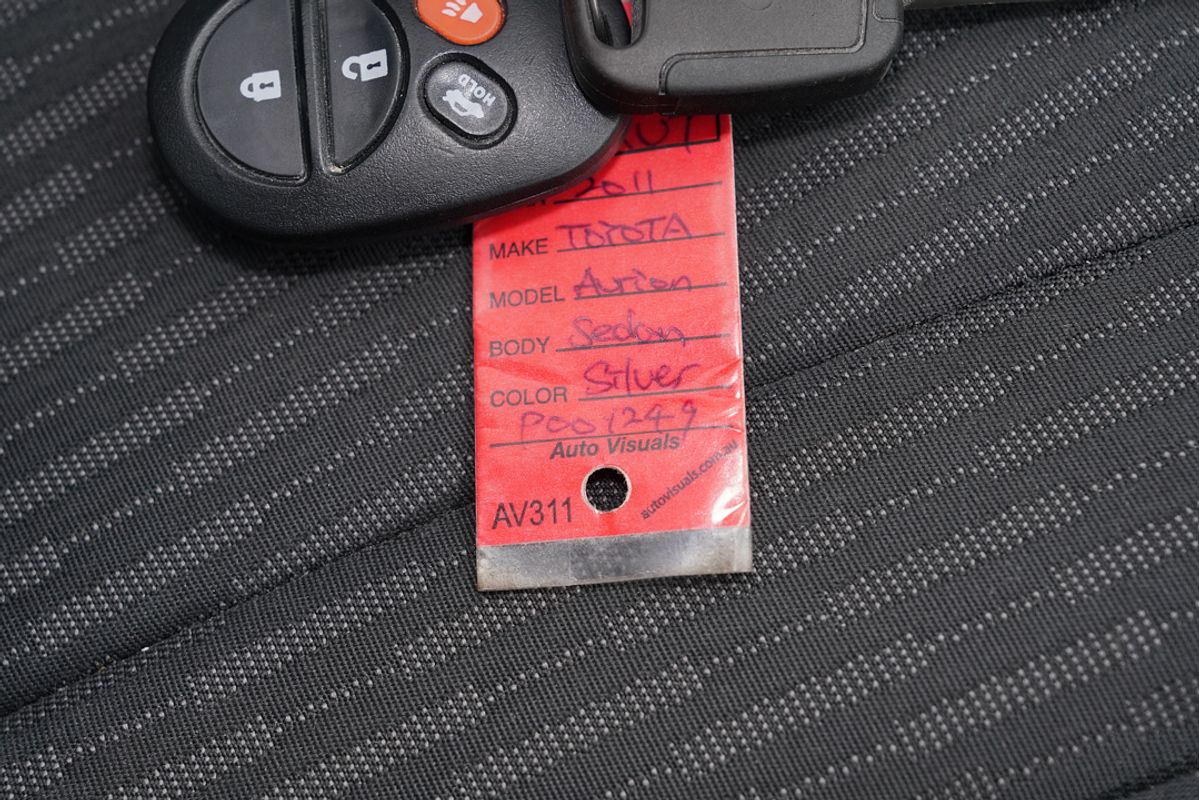 HOLD
2011
MAKE TOYOTA
MODEL Aurion
BODY Sedan
COLOR Silver
P001249
Auto Visuals
autovisuals.com.au
AV311